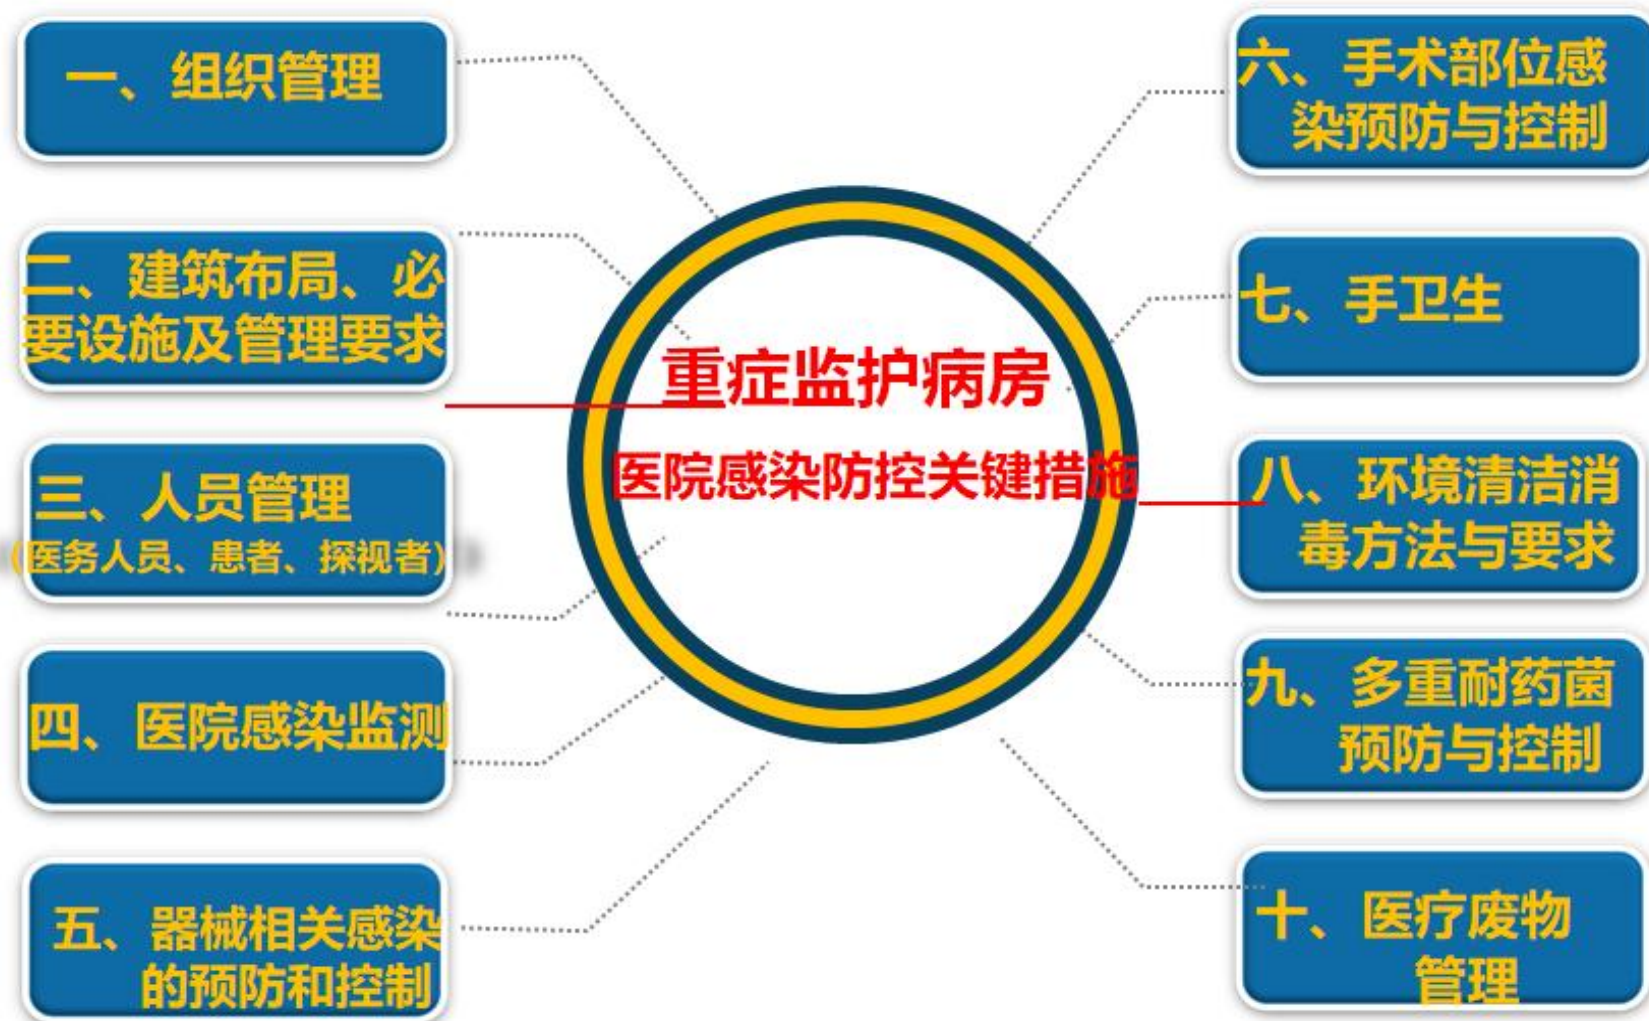 一、组织管理
二、建筑布局、必
要设施及管理要求
三、人员管理
（医务人员、患者、探视者）
四、医院感染监测
五、器械相关感染
的预防和控制
重症监护病房
医院感染防控关键措施
六、手术部位感
染预防与控制
七、手卫生
八、环境清洁消
毒方法与要求
九、多重耐药菌
预防与控制
十、医疗废物
管理